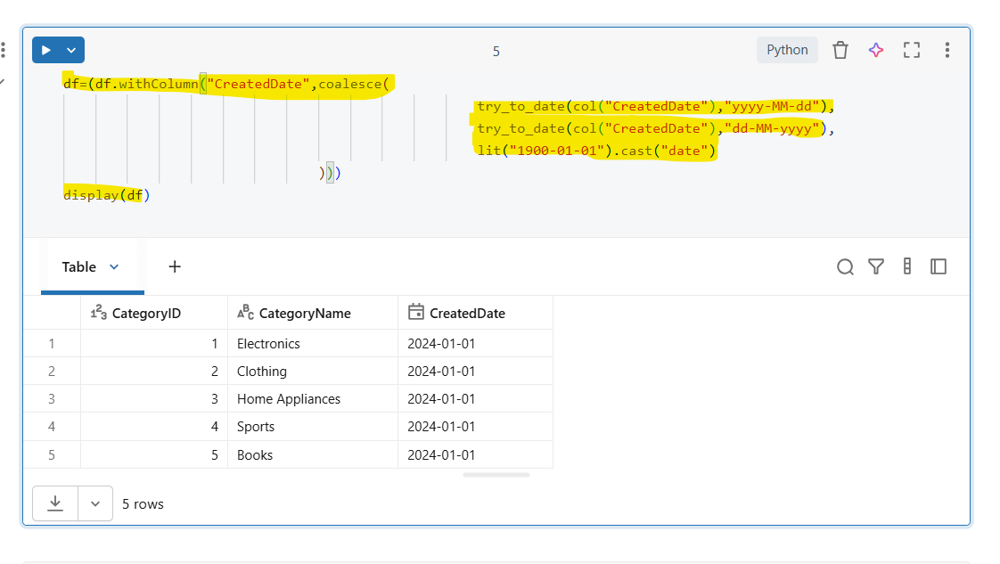 5
Python
df=(df.withColumn("CreatedDate",coalesce(
try_to_date(col("CreatedDate"),"yyyy-MM-dd"),
try_to_date(col("CreatedDate"),"dd-MM-yyyy"),
lit("1900-01-01").cast("date")
)))
display(df)
Table
+
123 CategoryID ABC CategoryName CreatedDate
1 1 Electronics 2024-01-01
2 2 Clothing 2024-01-01
3 3 Home Appliances 2024-01-01
4 4 Sports 2024-01-01
5 5 Books 2024-01-01
5 rows